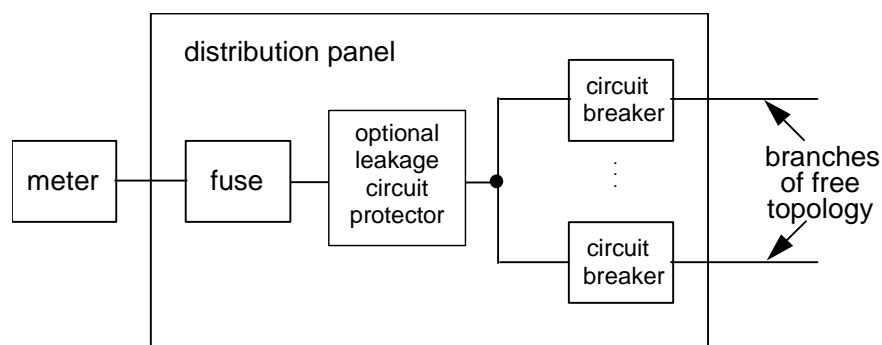 distribution panel
meter
fuse
optional
leakage
circuit
protector
circuit
breaker
circuit
breaker
branches
of free
topology